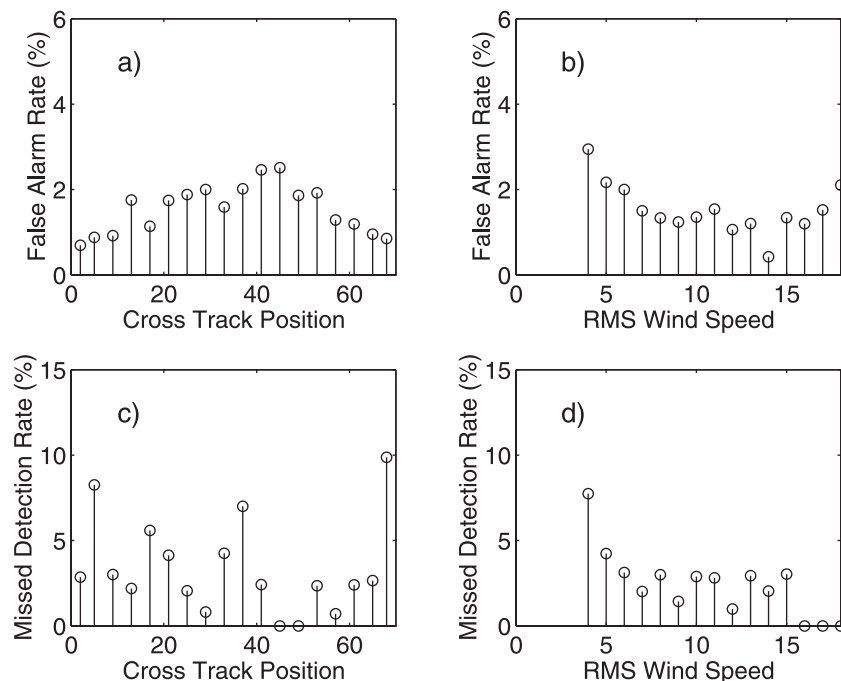 6
4
2
0
False Alarm Rate (%)
a)
0 20 40 60
Cross Track Position
6
4
2
0
False Alarm Rate (%)
b)
0 5 10 15
RMS Wind Speed
15
10
5
0
Missed Detection Rate (%)
c)
0 20 40 60
Cross Track Position
15
10
5
0
Missed Detection Rate (%)
d)
0 5 10 15
RMS Wind Speed